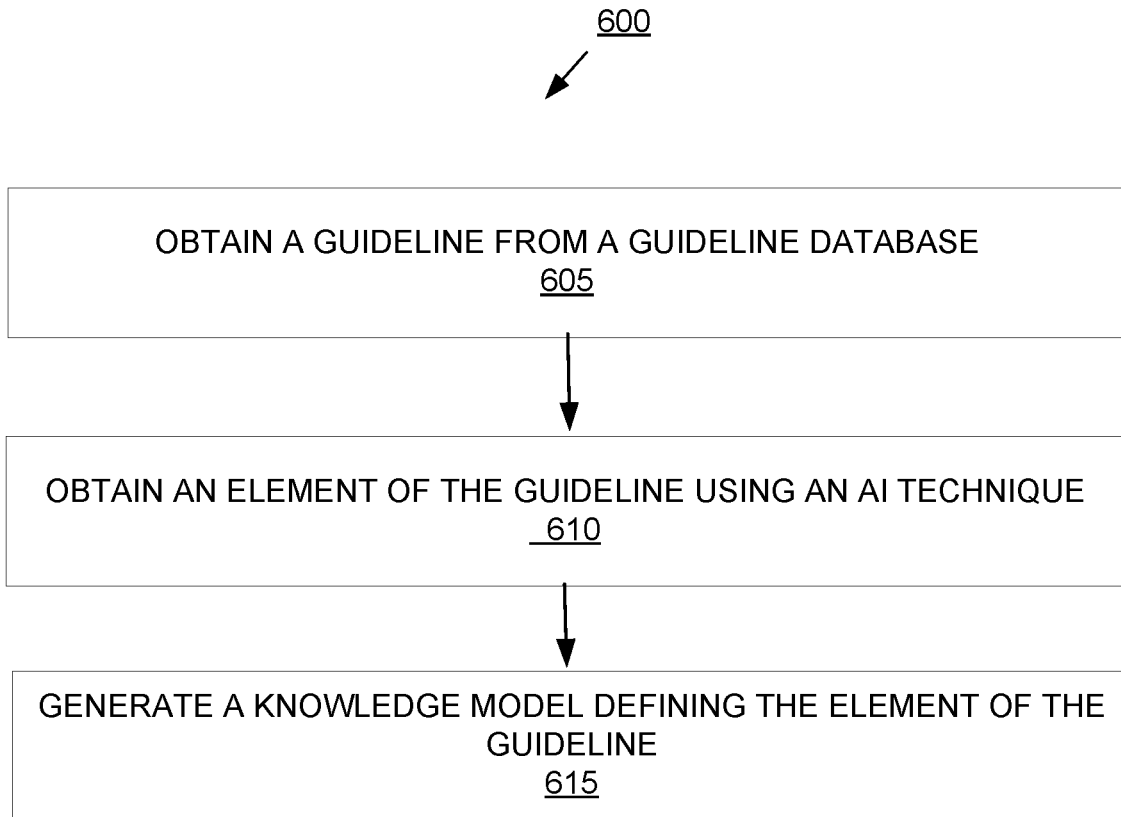 600
OBTAIN A GUIDELINE FROM A GUIDELINE DATABASE
605
OBTAIN AN ELEMENT OF THE GUIDELINE USING AN AI TECHNIQUE
610
GENERATE A KNOWLEDGE MODEL DEFINING THE ELEMENT OF THE
GUIDELINE
615